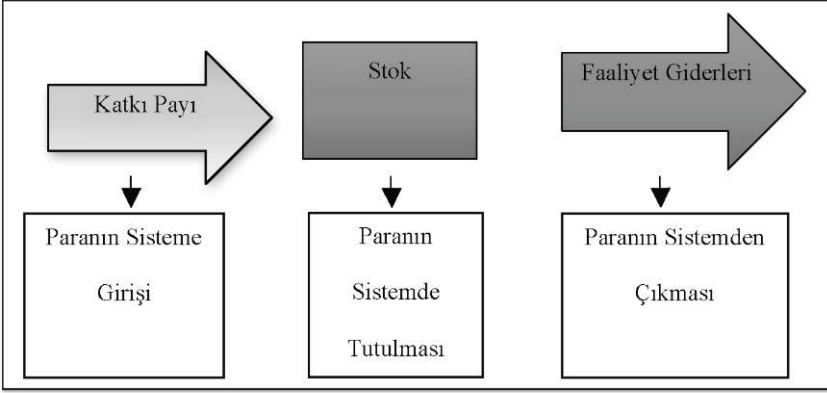 Katkı Payı
Stok
Faaliyet Giderleri
Paranın Sisteme
Girişi
Paranın
Sistemde
Tutulması
Paranın Sistemden
Çıkması